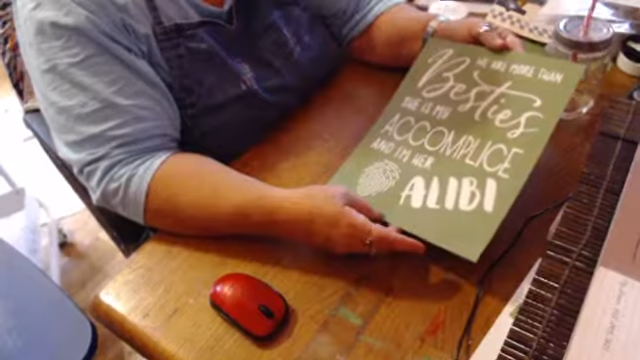 WE ARE MORE THAN
Besties
SHE IS MY
ACCOMPLICE
AND I'M HER
ALIBI